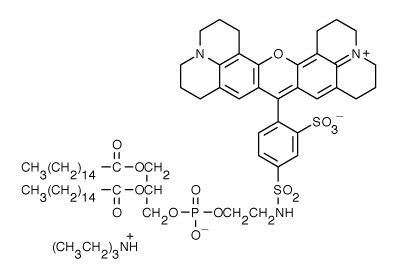 O
N N+
SO3−
O
CH3(CH2)14 C OCH2
CH3(CH2)14 C OCH SO2
O O
CH2O P OCH2CH2NH
O−
+
(CH3CH2)3NH